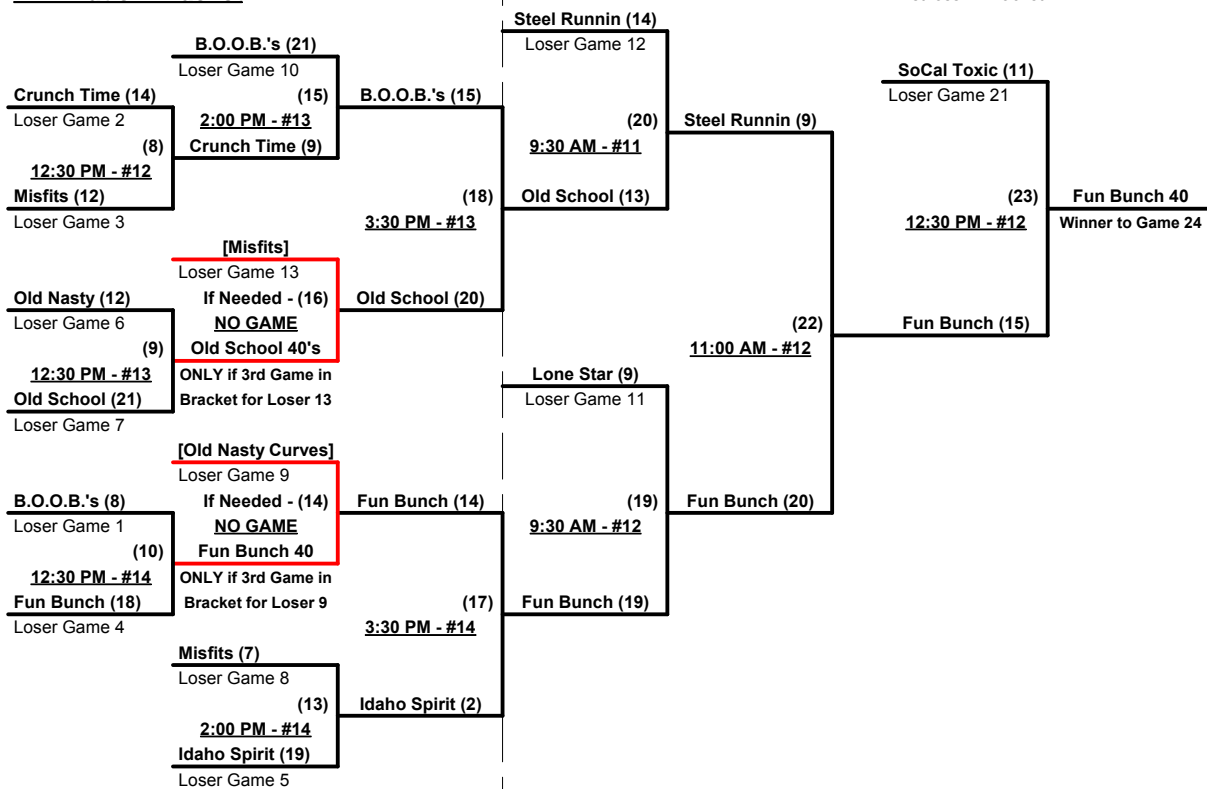 Steel Runnin (14)
Loser Game 12
B.O.O.B.'s (21)
Loser Game 10
SoCal Toxic (11)
Loser Game 21
Crunch Time (14)
Loser Game 2
(15)
2:00 PM - #13
B.O.O.B.'s (15)
(20)
9:30 AM - #11
Steel Runnin (9)
(8)
12:30 PM - #12
Crunch Time (9)
Misfits (12)
Loser Game 3
(18)
3:30 PM - #13
Old School (13)
(23)
12:30 PM - #12
Fun Bunch 40
Winner to Game 24
[Misfits]
Loser Game 13
Old Nasty (12)
Loser Game 6
If Needed - (16)
NO GAME
Old School 40's
Old School (20)
(22)
11:00 AM - #12
Fun Bunch (15)
(9)
12:30 PM - #13
ONLY if 3rd Game in
Bracket for Loser 13
Old School (21)
Loser Game 7
Lone Star (9)
Loser Game 11
[Old Nasty Curves]
Loser Game 9
B.O.O.B.'s (8)
Loser Game 1
If Needed - (14)
NO GAME
Fun Bunch 40
Fun Bunch (14)
(19)
9:30 AM - #12
Fun Bunch (20)
(10)
12:30 PM - #14
ONLY if 3rd Game in
Bracket for Loser 9
Fun Bunch (18)
Loser Game 4
(17)
3:30 PM - #14
Fun Bunch (19)
Misfits (7)
Loser Game 8
(13)
2:00 PM - #14
Idaho Spirit (2)
Idaho Spirit (19)
Loser Game 5